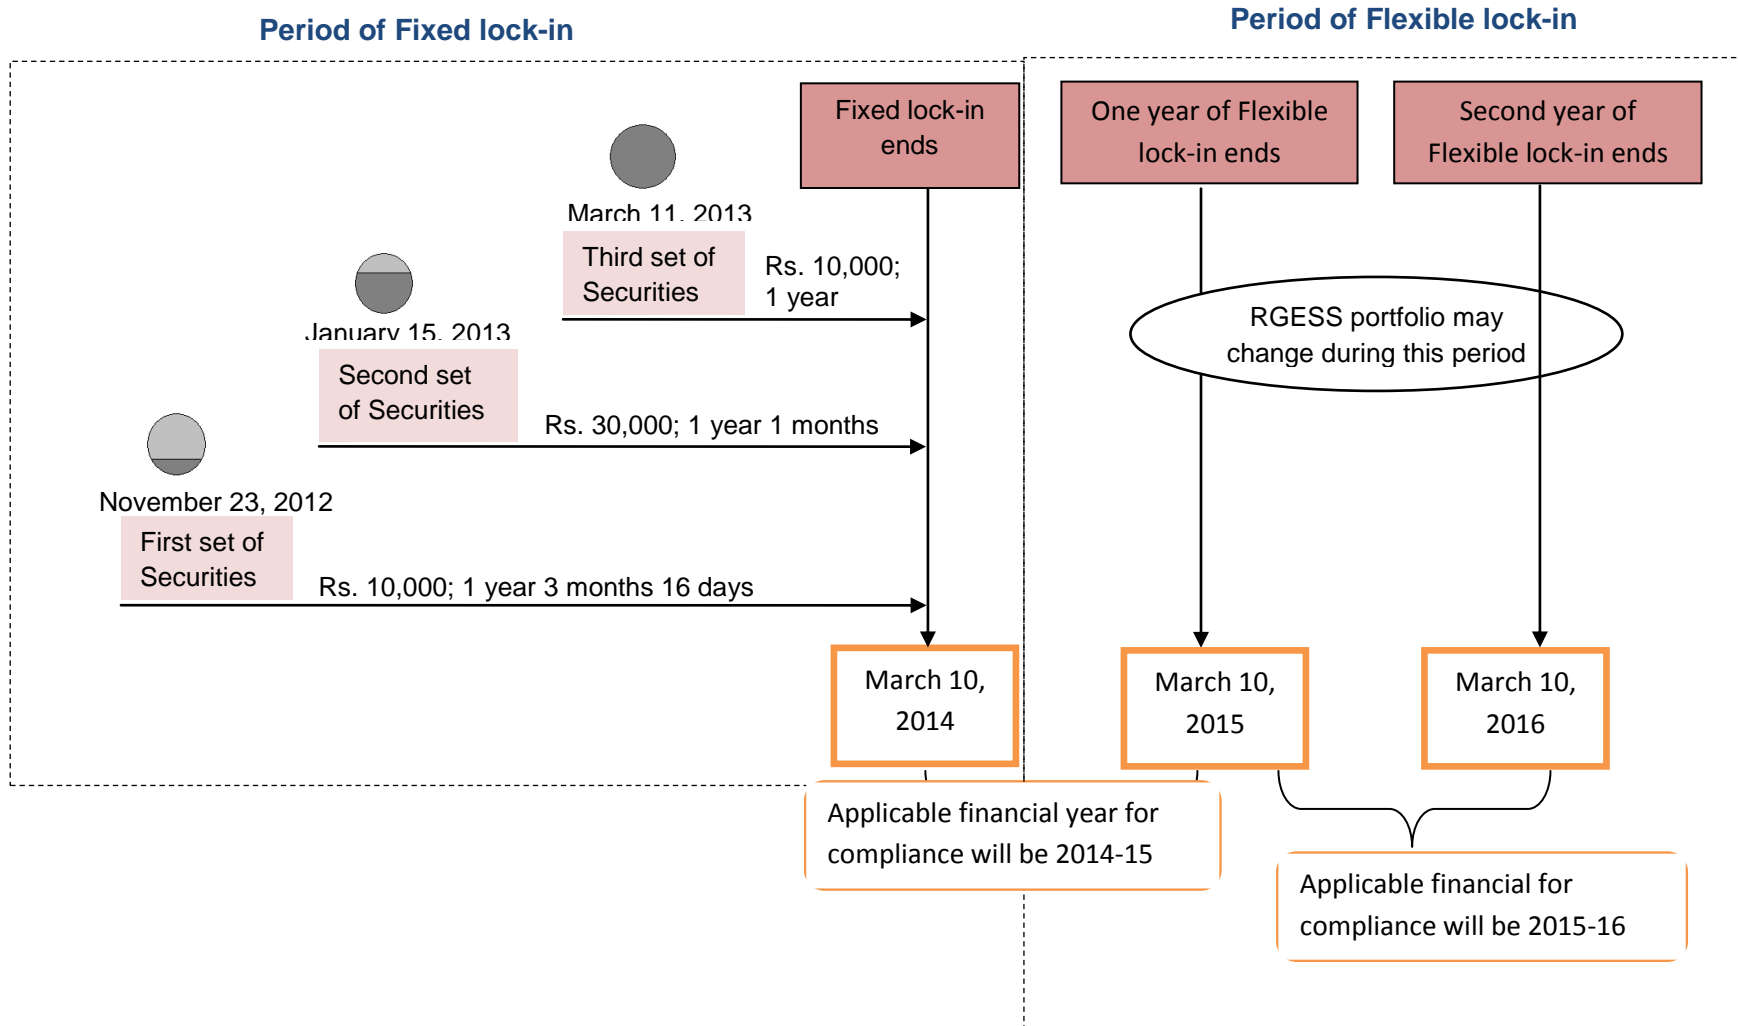 Period of Fixed lock-in
Period of Flexible lock-in
Fixed lock-in
ends
One year of Flexible
lock-in ends
Second year of
Flexible lock-in ends
March 11, 2013
Third set of
Securities
Rs. 10,000;
1 year
RGESS portfolio may
change during this period
January 15, 2013
Second set
of Securities
Rs. 30,000; 1 year 1 months
November 23, 2012
First set of
Securities
Rs. 10,000; 1 year 3 months 16 days
March 10,
2014
March 10,
2015
March 10,
2016
Applicable financial year for
compliance will be 2014-15
Applicable financial for
compliance will be 2015-16